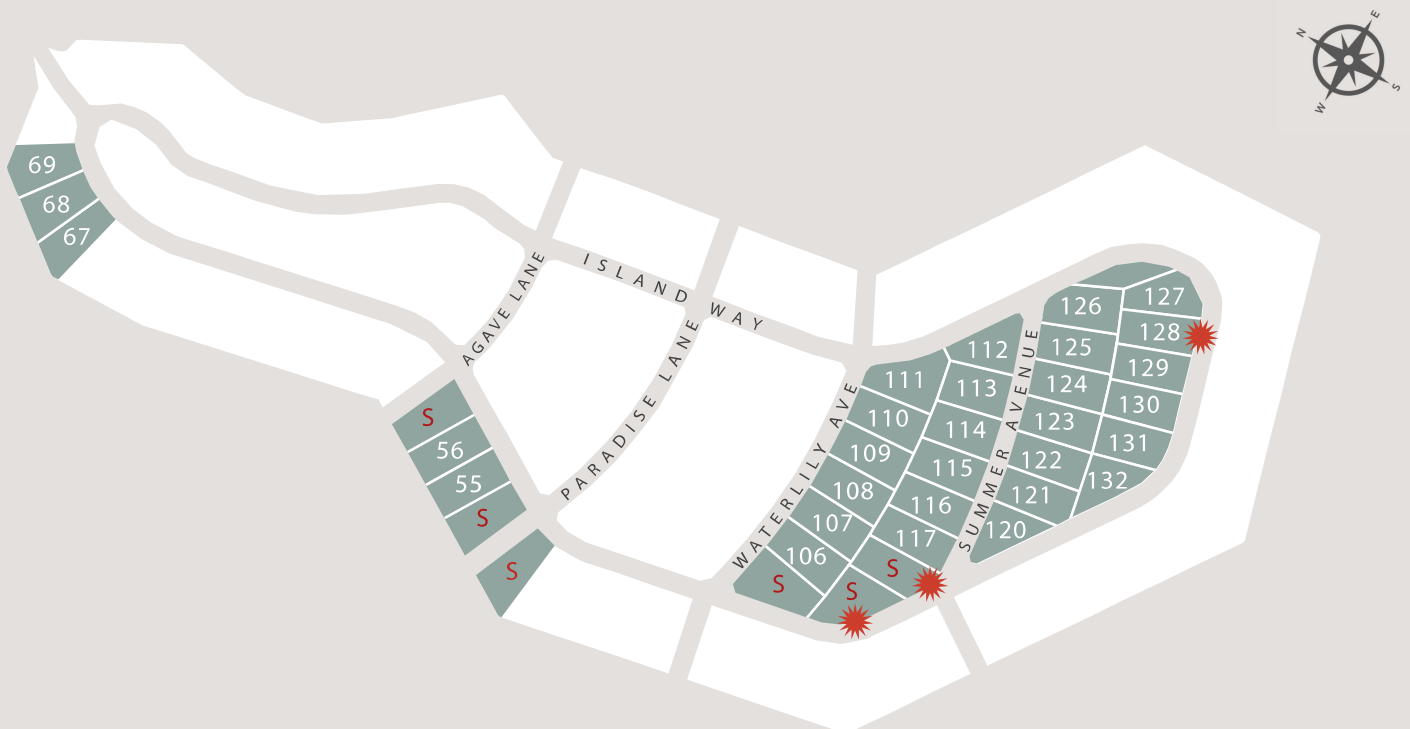 E
N
S
W
69
68
67
AGAVE LANE
ISLAND WAY
PARADISE LANE
WATERLILY AVE
SUMMER AVENUE
S
56
55
S
S
111
110
109
108
107
106
S
112
113
114
115
116
117
S
S
126
125
124
123
122
121
120
127
128
129
130
131
132